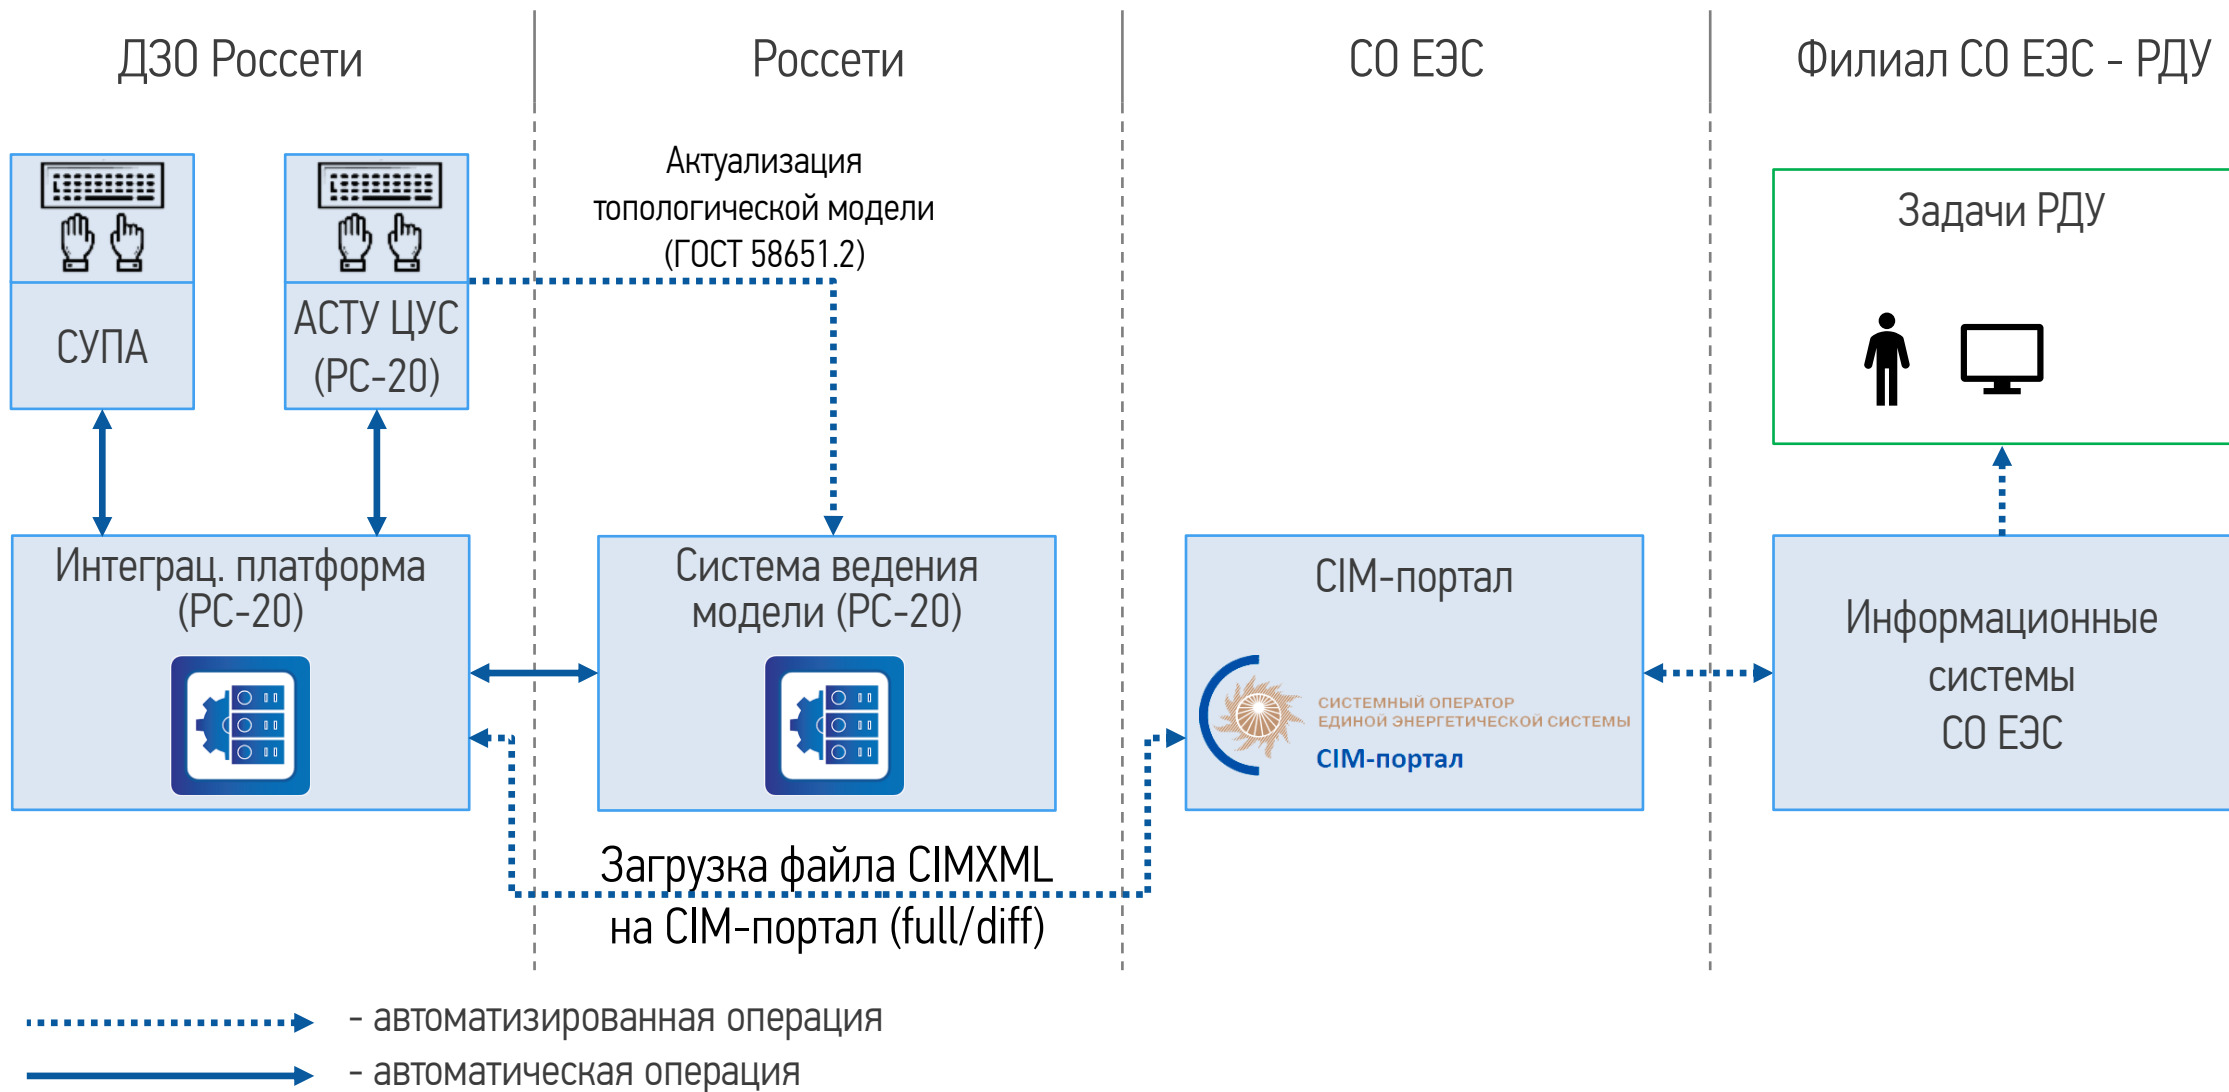 ДЗО Россети
Россети
СО ЕЭС
Филиал СО ЕЭС - РДУ
Актуализация
топологической модели
(ГОСТ 58651.2)
Задачи РДУ
СУПА
АСТУ ЦУС
(РС-20)
Интеграц. платформа
(РС-20)
Система ведения
модели (РС-20)
CIM-портал
СИСТЕМНЫЙ ОПЕРАТОР
ЕДИНОЙ ЭНЕРГЕТИЧЕСКОЙ СИСТЕМЫ
CIM-портал
Информационные
системы
СО ЕЭС
Загрузка файла CIMXML
на CIM-портал (full/diff)
- автоматизированная операция
- автоматическая операция